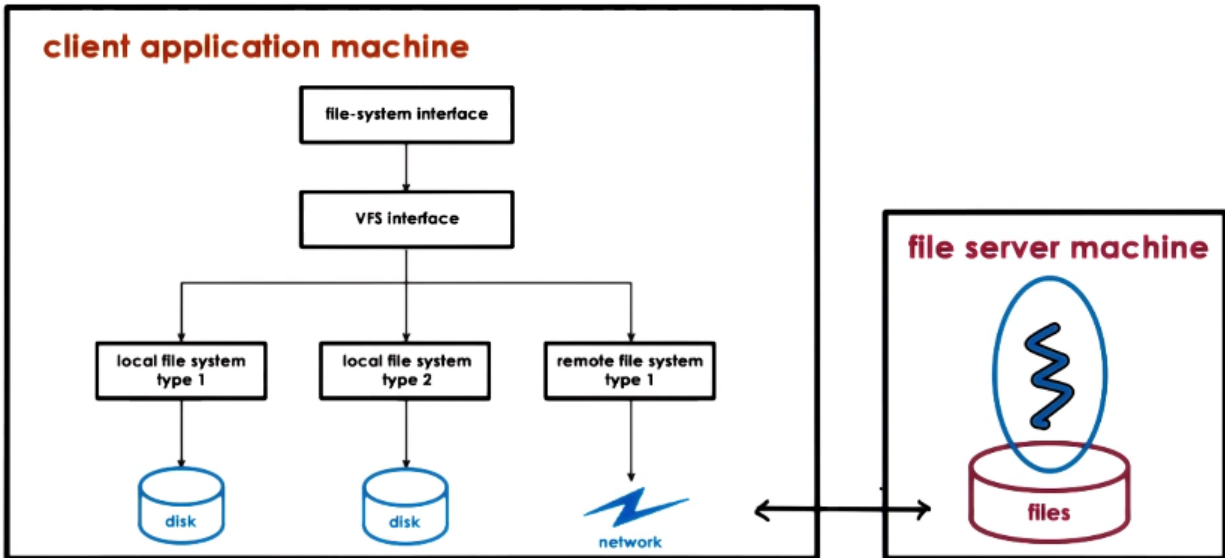 client application machine
file-system interface
VFS interface
file server machine
local file system
type 1
local file system
type 2
remote file system
type 1
disk
disk
network
files